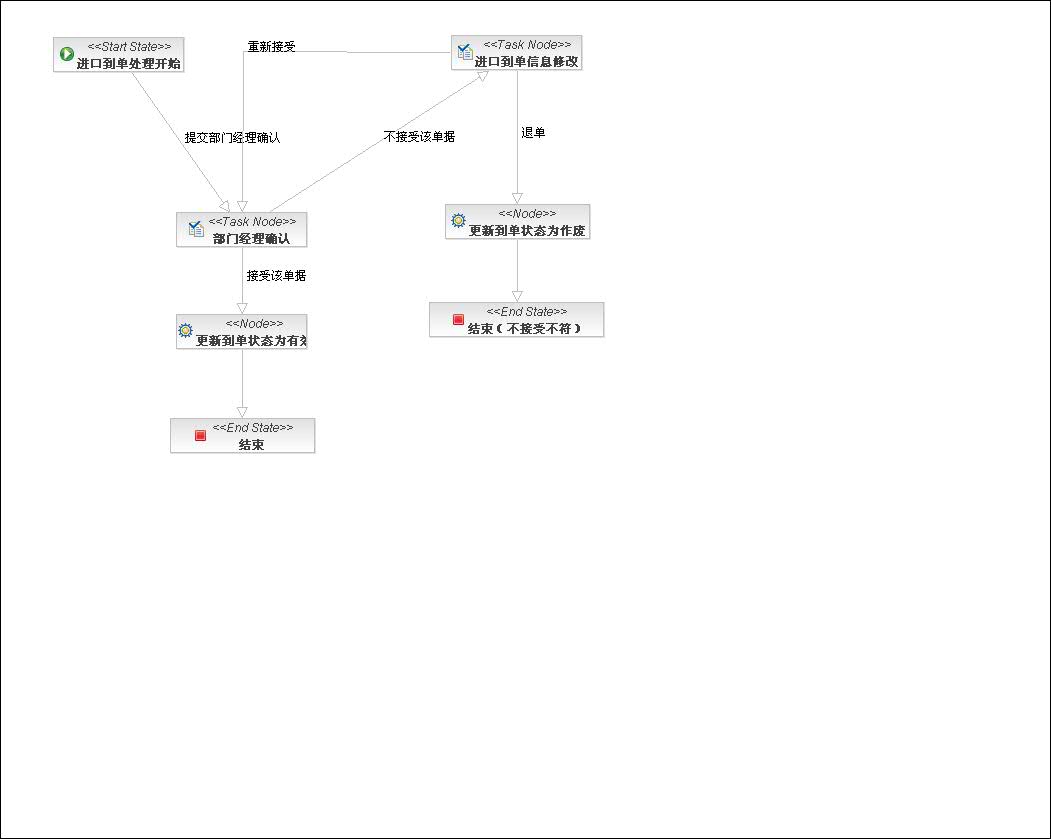 <<Start State>>
进口到单处理开始
重新接受
<<Task Node>>
进口到单信息修改
提交部门经理确认
不接受该单据
退单
<<Task Node>>
部门经理确认
<<Node>>
更新到单状态为作废
接受该单据
<<Node>>
更新到单状态为有效
<<End State>>
结束（不接受不符）
<<End State>>
结束